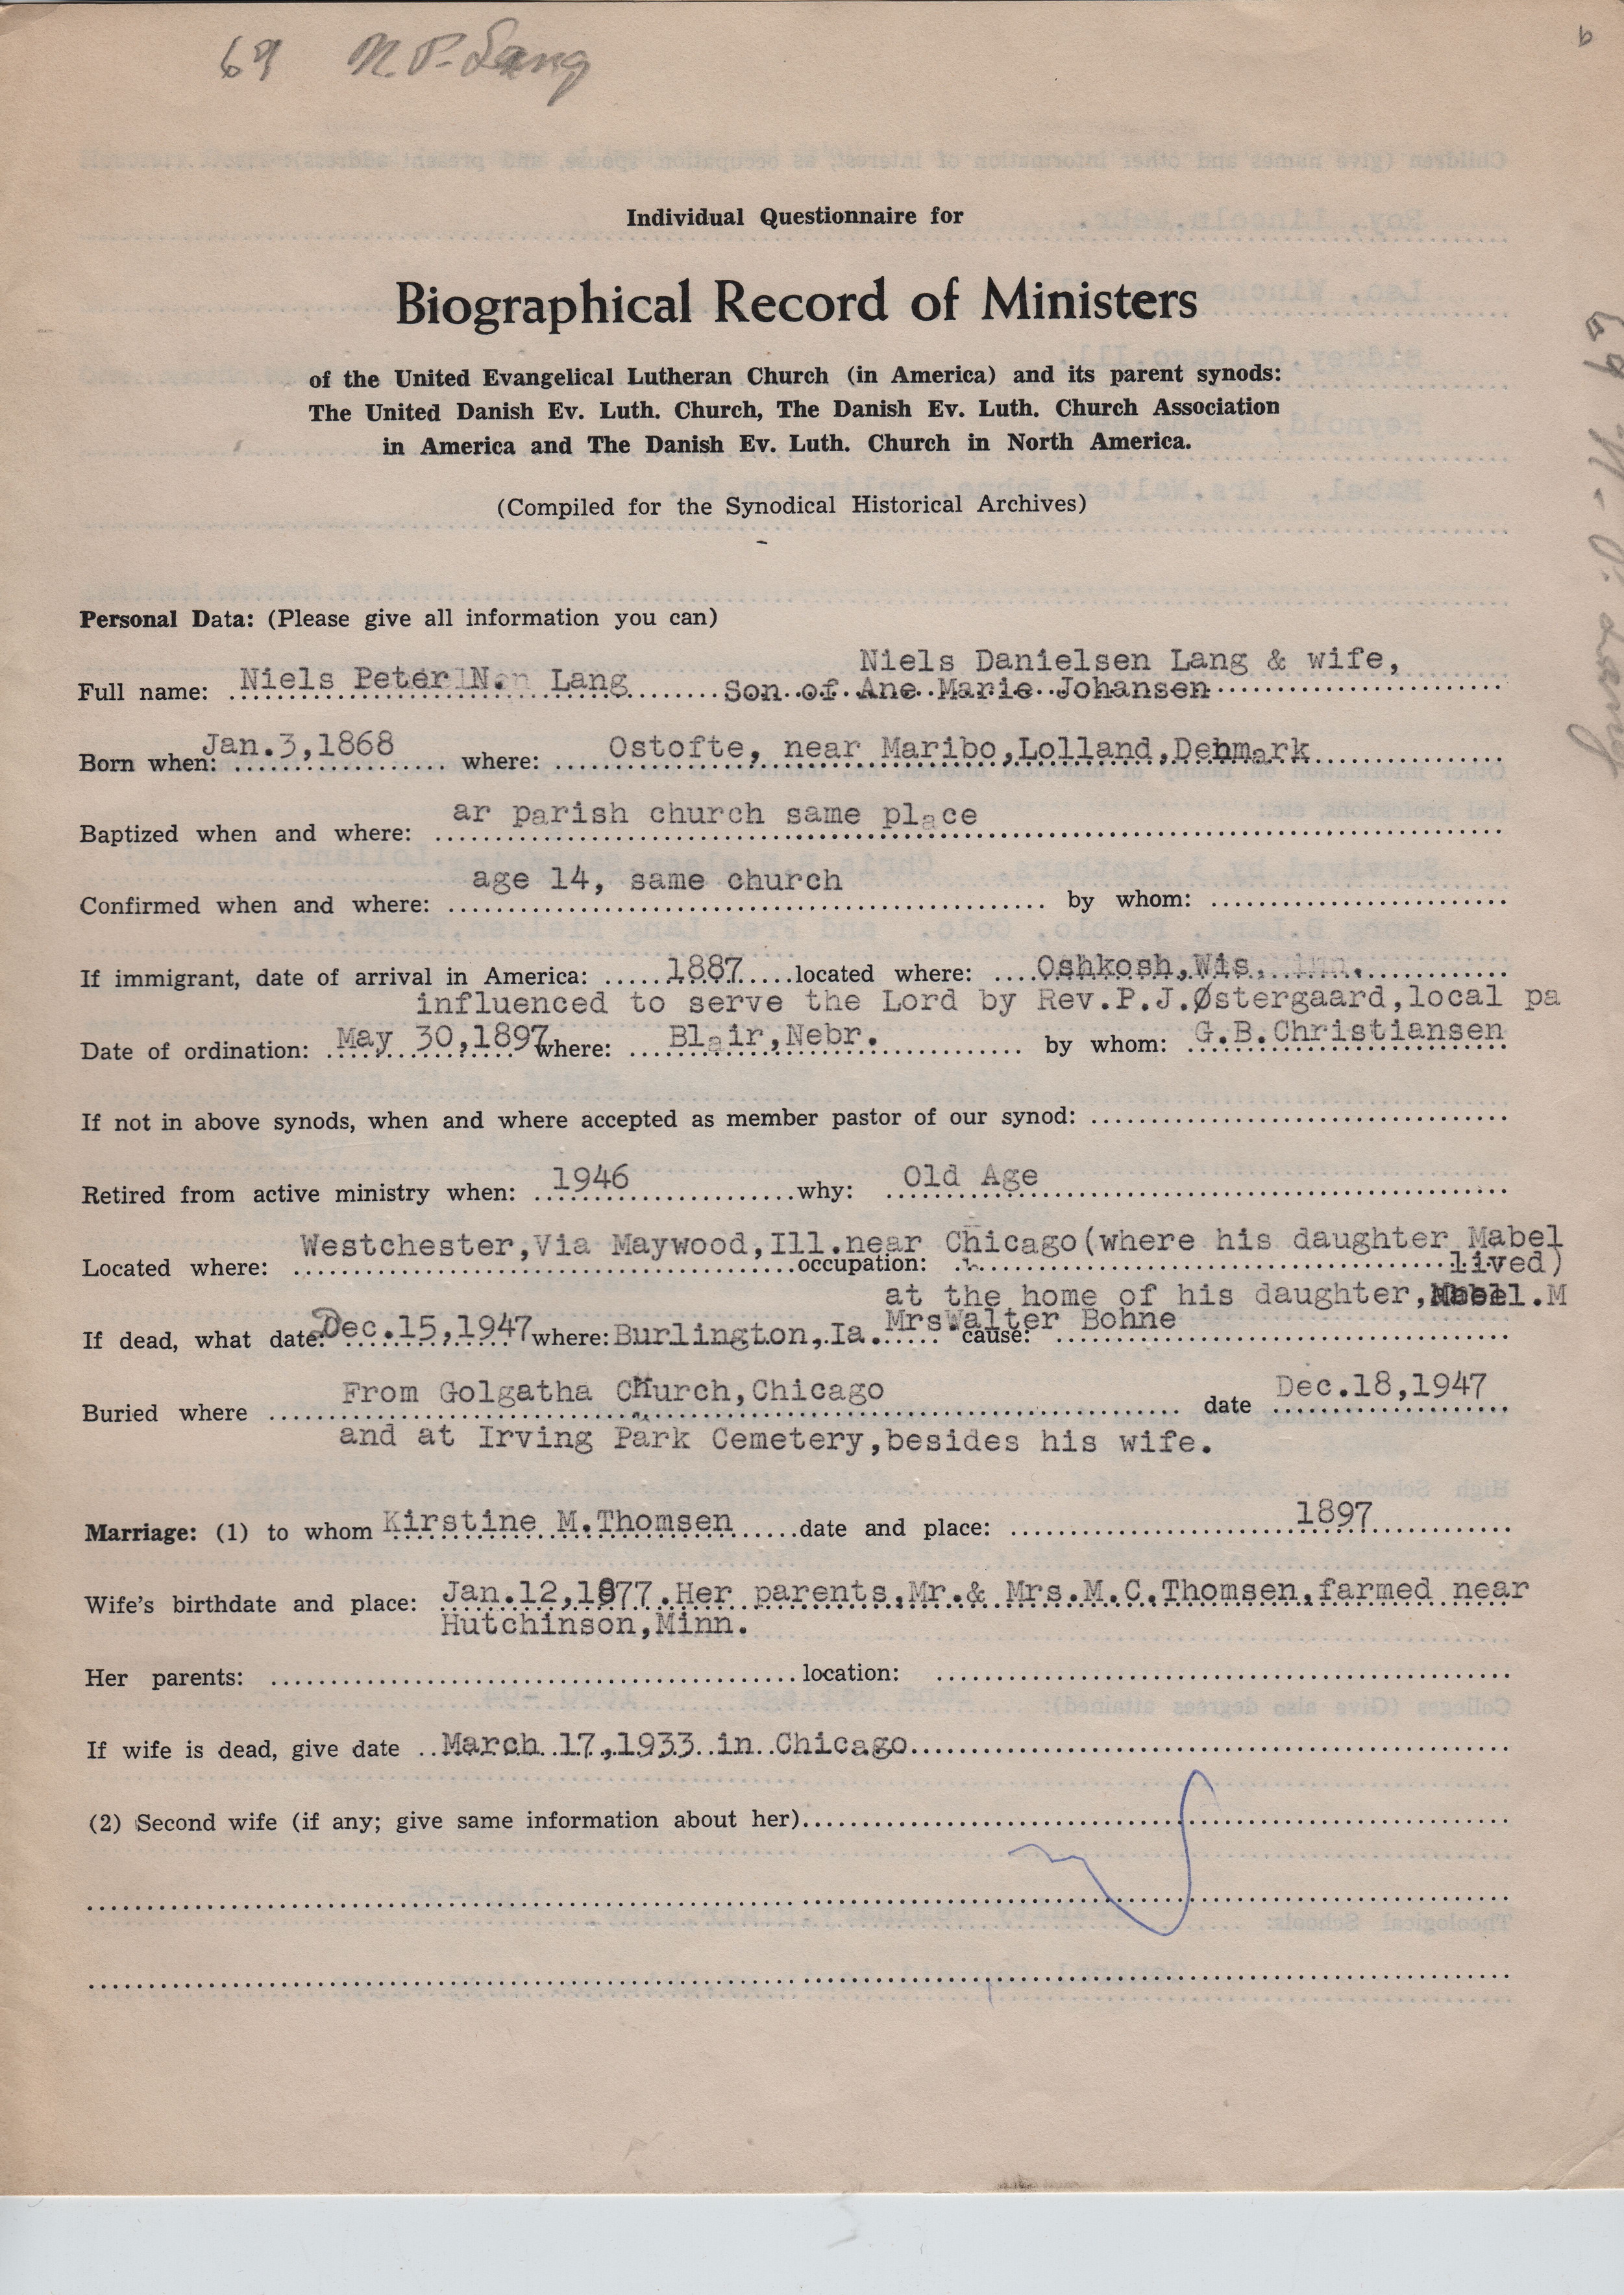 69 N. P. Lang
Individual Questionnaire for
Biographical Record of Ministers
of the United Evangelical Lutheran Church (in America) and its parent synods:
The United Danish Ev. Luth. Church, The Danish Ev. Luth. Church Association
in America and The Danish Ev. Luth. Church in North America.
(Compiled for the Synodical Historical Archives)
Personal Data: (Please give all information you can)
Niels Danielsen Lang & wife,
Full name: Niels Peter N. Lang Son of Ane Marie Johansen
Born when: Jan.3,1868 where: Ostofte, near Maribo,Lolland,Denmark
Baptized when and where: ar parish church same place
Confirmed when and where: age 14, same church by whom:
If immigrant, date of arrival in America: 1887 located where: Oshkosh,Wis.
influenced to serve the Lord by Rev.P.J.Østergaard,local pa
Date of ordination: May 30,1897 where: Blair,Nebr. by whom: G.B.Christiansen
If not in above synods, when and where accepted as member pastor of our synod:
Retired from active ministry when: 1946 why: Old Age
Westchester,Via Maywood,Ill.near Chicago(where his daughter Mabel
Located where: occupation: lived)
at the home of his daughter, M
If dead, what date: Dec.15,1947 where: Burlington,Ia. Mrs Walter Bohne cause:
Buried where From Golgatha Church,Chicago date Dec.18,1947
and at Irving Park Cemetery,besides his wife.
Marriage: (1) to whom Kirstine M.Thomsen date and place: 1897
Wife's birthdate and place: Jan.12,1877.Her parents,Mr.& Mrs.M.C.Thomsen,farmed near
Hutchinson,Minn.
Her parents: location:
If wife is dead, give date March 17,1933 in Chicago
(2) Second wife (if any; give same information about her)
69 N. P. Lang